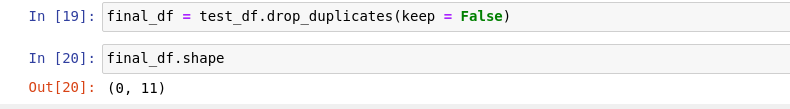 In [19]: final_df = test_df.drop_duplicates(keep = False)
In [20]: final_df.shape
Out[20]: (0, 11)